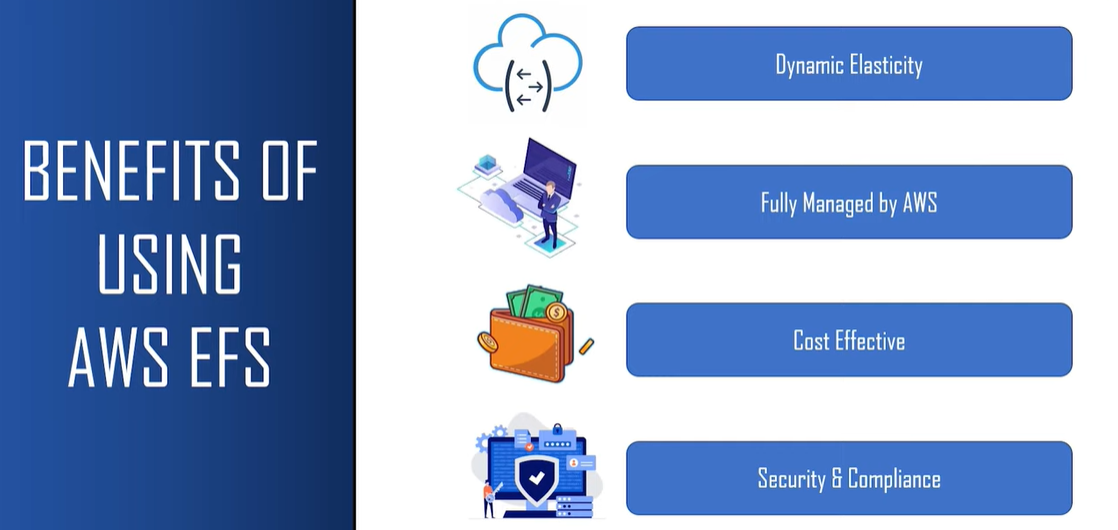 BENEFITS OF
USING
AWS EFS
Dynamic Elasticity
Fully Managed by AWS
Cost Effective
Security & Compliance